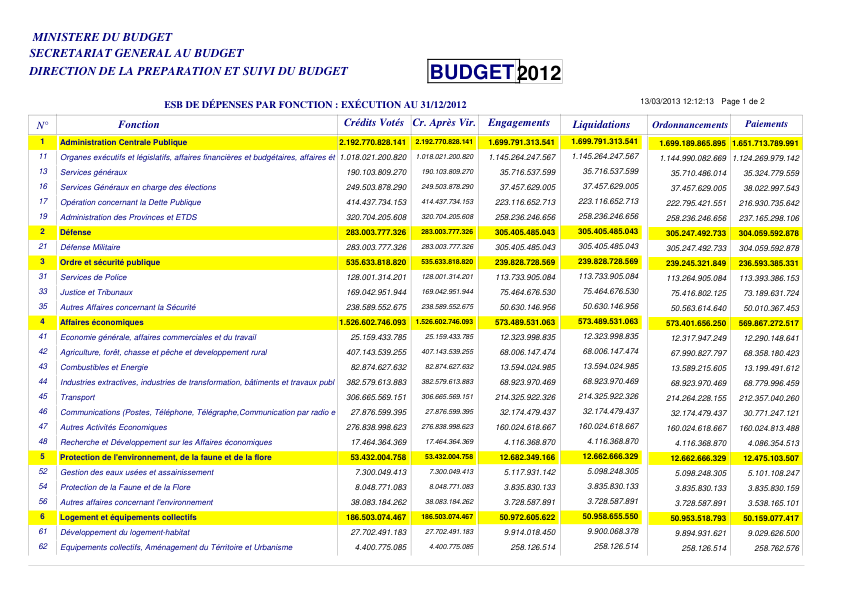 MINISTERE DU BUDGET
SECRETARIAT GENERAL AU BUDGET
DIRECTION DE LA PREPARATION ET SUIVI DU BUDGET
BUDGET 2012
ESB DE DÉPENSES PAR FONCTION : EXÉCUTION AU 31/12/2012
13/03/2013 12:12:13 Page 1 de 2
N° Fonction Crédits Votés Cr. Après Vir. Engagements Liquidations Ordonnancements Paiements
1 Administration Centrale Publique 2.192.770.828.141 2.192.770.828.141 1.699.791.313.541 1.699.791.313.541 1.699.189.865.895 1.651.713.789.991
11 Organes exécutifs et législatifs, affaires financières et budgétaires, affaires ét 1.018.021.200.820 1.018.021.200.820 1.145.264.247.567 1.145.264.247.567 1.144.990.082.669 1.124.269.979.142
13 Services généraux 190.103.809.270 190.103.809.270 35.716.537.599 35.716.537.599 35.710.486.014 35.324.779.559
16 Services Généraux en charge des élections 249.503.878.290 249.503.878.290 37.457.629.005 37.457.629.005 37.457.629.005 38.022.997.543
17 Opération concernant la Dette Publique 414.437.734.153 414.437.734.153 223.116.652.713 223.116.652.713 222.795.421.551 216.930.735.642
19 Administration des Provinces et ETDS 320.704.205.608 320.704.205.608 258.236.246.656 258.236.246.656 258.236.246.656 237.165.298.106
2 Défense 283.003.777.326 283.003.777.326 305.405.485.043 305.405.485.043 305.247.492.733 304.059.592.878
21 Défense Militaire 283.003.777.326 283.003.777.326 305.405.485.043 305.405.485.043 305.247.492.733 304.059.592.878
3 Ordre et sécurité publique 535.633.818.820 535.633.818.820 239.828.728.569 239.828.728.569 239.245.321.849 236.593.385.331
31 Services de Police 128.001.314.201 128.001.314.201 113.733.905.084 113.733.905.084 113.264.905.084 113.393.386.153
33 Justice et Tribunaux 169.042.951.944 169.042.951.944 75.464.676.530 75.464.676.530 75.416.802.125 73.189.631.724
35 Autres Affaires concernant la Sécurité 238.589.552.675 238.589.552.675 50.630.146.956 50.630.146.956 50.563.614.640 50.010.367.453
4 Affaires économiques 1.526.602.746.093 1.526.602.746.093 573.489.531.063 573.489.531.063 573.401.656.250 569.867.272.517
41 Economie générale, affaires commerciales et du travail 25.159.433.785 25.159.433.785 12.323.998.835 12.323.998.835 12.317.947.249 12.290.148.641
42 Agriculture, forêt, chasse et pêche et developpement rural 407.143.539.255 407.143.539.255 68.006.147.474 68.006.147.474 67.990.827.797 68.358.180.423
43 Combustibles et Energie 82.874.627.632 82.874.627.632 13.594.024.985 13.594.024.985 13.589.215.605 13.199.491.612
44 Industries extractives, industries de transformation, bâtiments et travaux publ 382.579.613.883 382.579.613.883 68.923.970.469 68.923.970.469 68.923.970.469 68.779.996.459
45 Transport 306.665.569.151 306.665.569.151 214.325.922.326 214.325.922.326 214.264.228.155 212.357.040.260
46 Communications (Postes, Téléphone, Télégraphe,Communication par radio e 27.876.599.395 27.876.599.395 32.174.479.437 32.174.479.437 32.174.479.437 30.771.247.121
47 Autres Activités Economiques 276.838.998.623 276.838.998.623 160.024.618.667 160.024.618.667 160.024.618.667 160.024.813.488
48 Recherche et Développement sur les Affaires économiques 17.464.364.369 17.464.364.369 4.116.368.870 4.116.368.870 4.116.368.870 4.086.354.513
5 Protection de l'environnement, de la faune et de la flore 53.432.004.758 53.432.004.758 12.682.349.166 12.662.666.329 12.662.666.329 12.475.103.507
52 Gestion des eaux usées et assainissement 7.300.049.413 7.300.049.413 5.117.931.142 5.098.248.305 5.098.248.305 5.101.108.247
54 Protection de la Faune et de la Flore 8.048.771.083 8.048.771.083 3.835.830.133 3.835.830.133 3.835.830.133 3.835.830.159
56 Autres affaires concernant l'environnement 38.083.184.262 38.083.184.262 3.728.587.891 3.728.587.891 3.728.587.891 3.538.165.101
6 Logement et équipements collectifs 186.503.074.467 186.503.074.467 50.972.605.622 50.958.655.550 50.953.518.793 50.159.077.417
61 Développement du logement-habitat 27.702.491.183 27.702.491.183 9.914.018.450 9.900.068.378 9.894.931.621 9.029.626.500
62 Equipements collectifs, Aménagement du Térritoire et Urbanisme 4.400.775.085 4.400.775.085 258.126.514 258.126.514 258.126.514 258.762.576